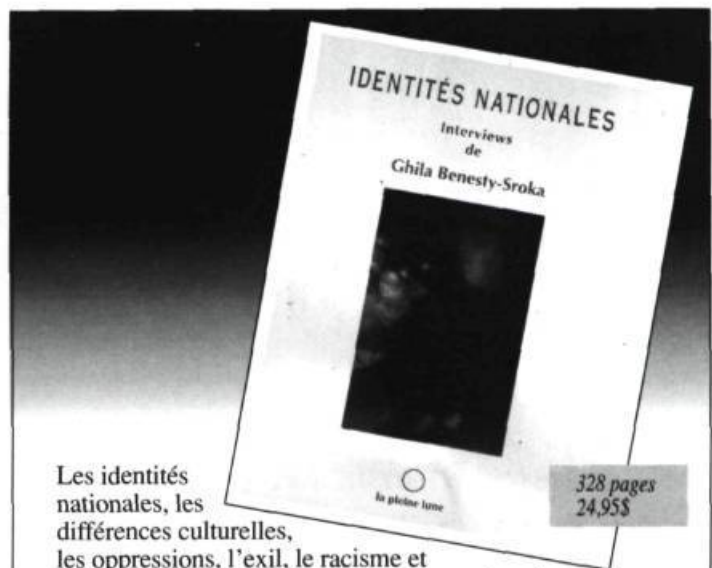 IDENTITÉS NATIONALES
Interviews
de
Ghila Benesty-Sroka
la pleine lune
328 pages
24,95$
Les identités
nationales, les
différences culturelles,
les oppressions, l'exil, le racisme et